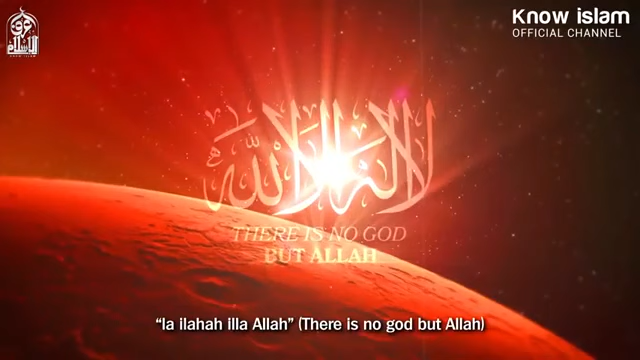 Know islam
OFFICIAL CHANNEL
لا إله إلا الله
THERE IS NO GOD
BUT ALLAH
“la ilahah illa Allah” (There is no god but Allah)